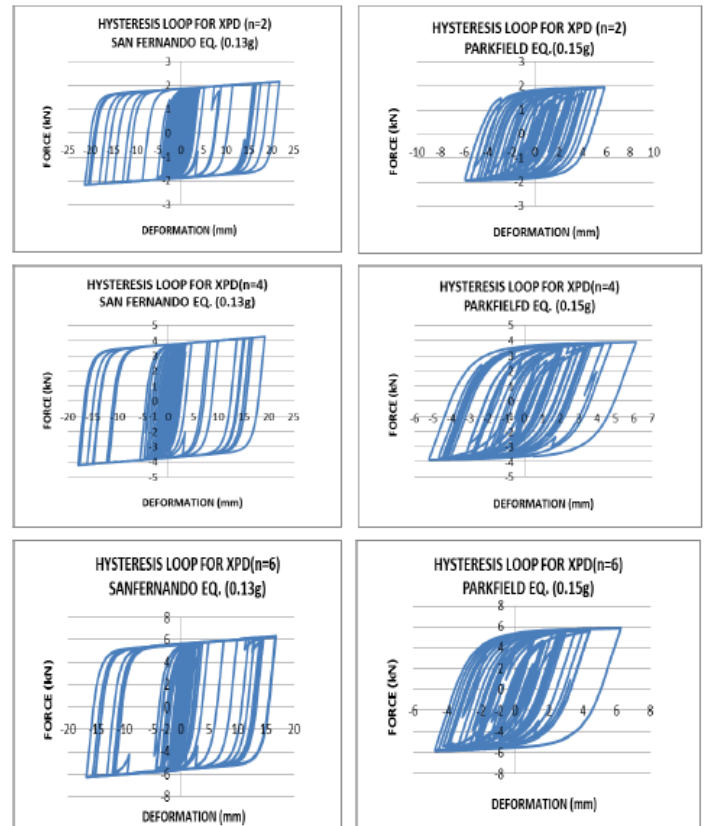 HYSTERESIS LOOP FOR XPD (n=2)
SAN FERNANDO EQ. (0.13g)
3
2
1
0
-25 -20 -15 -10 -5 0 5 10 15 20 25
-1
-2
-3
FORCE (kN)
DEFORMATION (mm)
HYSTERESIS LOOP FOR XPD (n=2)
PARKFIELD EQ.(0.15g)
3
2
1
0
-10 -8 -6 -4 -2 0 2 4 6 8 10
-1
-2
-3
FORCE (kN)
DEFORMATION (mm)
HYSTERESIS LOOP FOR XPD(n=4)
SAN FERNANDO EQ. (0.13g)
5
4
3
2
1
0
-20 -15 -10 -5 0 5 10 15 20 25
-1
-2
-3
-4
-5
FORCE (kN)
DEFORMATION (mm)
HYSTERESIS LOOP FOR XPD(n=4)
PARKFIELFD EQ. (0.15g)
5
4
3
2
1
0
-6 -5 -4 -3 -2 -1 0 1 2 3 4 5 6 7
-1
-2
-3
-4
-5
FORCE (kN)
DEFORMATION (mm)
HYSTERESIS LOOP FOR XPD(n=6)
SANFERNANDO EQ. (0.13g)
8
6
4
2
0
-20 -15 -10 -5 0 5 10 15 20
-2
-4
-6
-8
FORCE (kN)
DEFORMATION (mm)
HYSTERESIS LOOP FOR XPD(n=6)
PARKFIELD EQ. (0.15g)
8
6
4
2
0
-6 -4 -2 0 2 4 6 8
-2
-4
-6
-8
FORCE (kN)
DEFORMATION (mm)